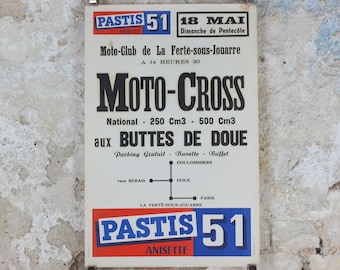 PASTIS 51
18 MAI
Dimanche de Pentecôte
Moto-Club de La Ferté-sous-Jouarre
A 14 HEURES 30
MOTO-CROSS
National - 250 Cm3 - 500 Cm3
aux BUTTES DE DOUE
Parking Gratuit - Buvette - Buffet
COULOMMIERS
vers REBAIS
DOUE
PARIS
LA FERTÉ-SOUS-JOUARRE
PASTIS 51
ANISETTE